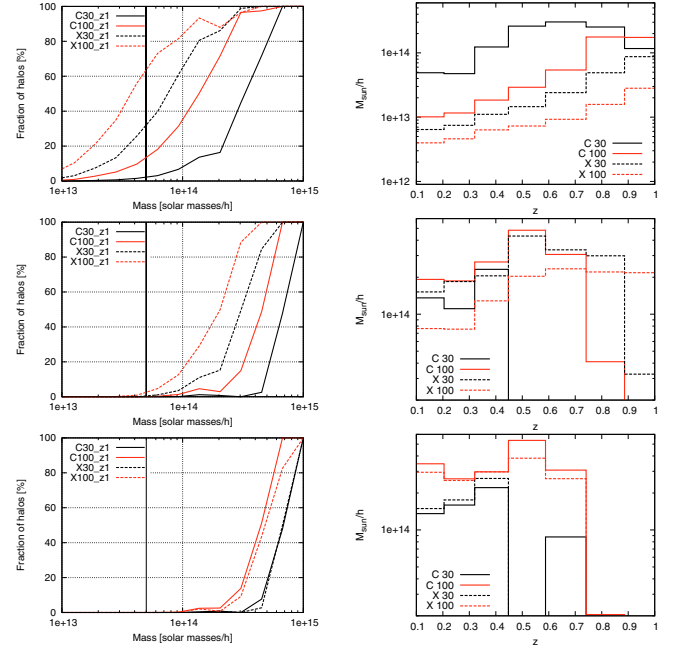 100
80
60
40
20
0
Fraction of halos [%]
C30_z1
C100_z1
X30_z1
X100_z1
1e+13
1e+14
1e+15
Mass [solar masses/h]
1e+14
1e+13
1e+12
M_sun/h
C 30
C 100
X 30
X 100
0.1 0.2 0.3 0.4 0.5 0.6 0.7 0.8 0.9 1
z
100
80
60
40
20
0
Fraction of halos [%]
C30_z1
C100_z1
X30_z1
X100_z1
1e+13
1e+14
1e+15
Mass [solar masses/h]
1e+14
M_sun/h
C 30
C 100
X 30
X 100
0.1 0.2 0.3 0.4 0.5 0.6 0.7 0.8 0.9 1
z
100
80
60
40
20
0
Fraction of halos [%]
C30_z1
C100_z1
X30_z1
X100_z1
1e+13
1e+14
1e+15
Mass [solar masses/h]
1e+14
M_sun/h
C 30
C 100
X 30
X 100
0.1 0.2 0.3 0.4 0.5 0.6 0.7 0.8 0.9 1
z